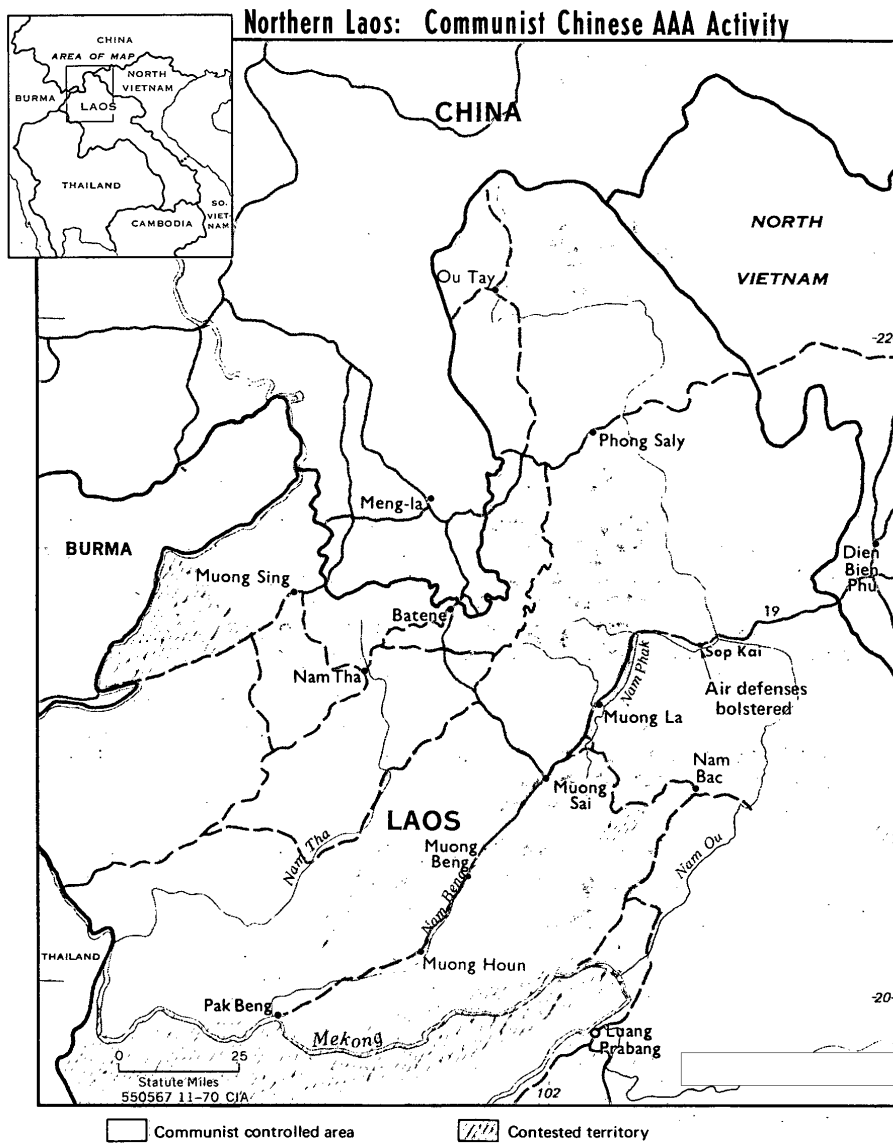 Northern Laos: Communist Chinese AAA Activity
CHINA
AREA OF MAP
NORTH
VIETNAM
BURMA
LAOS
THAILAND
CAMBODIA
SO.
VIET-
NAM
CHINA
NORTH
VIETNAM
Ou Tay
22
Phong Saly
Meng-la
BURMA
Muong Sing
Dien
Bien
Phu
Batene
19
Sop Kai
Nam Tha
Nam Phak
Air defenses
bolstered
Muong La
Nam
Bac
Muong
Sai
LAOS
Nam Tha
Muong
Beng
Nam Beng
Nam Ou
THAILAND
Muong Houn
Pak Beng
20
Mekong
Luang
Prabang
0 25
Statute Miles
550567 11-70 CIA
102
Communist controlled area
Contested territory